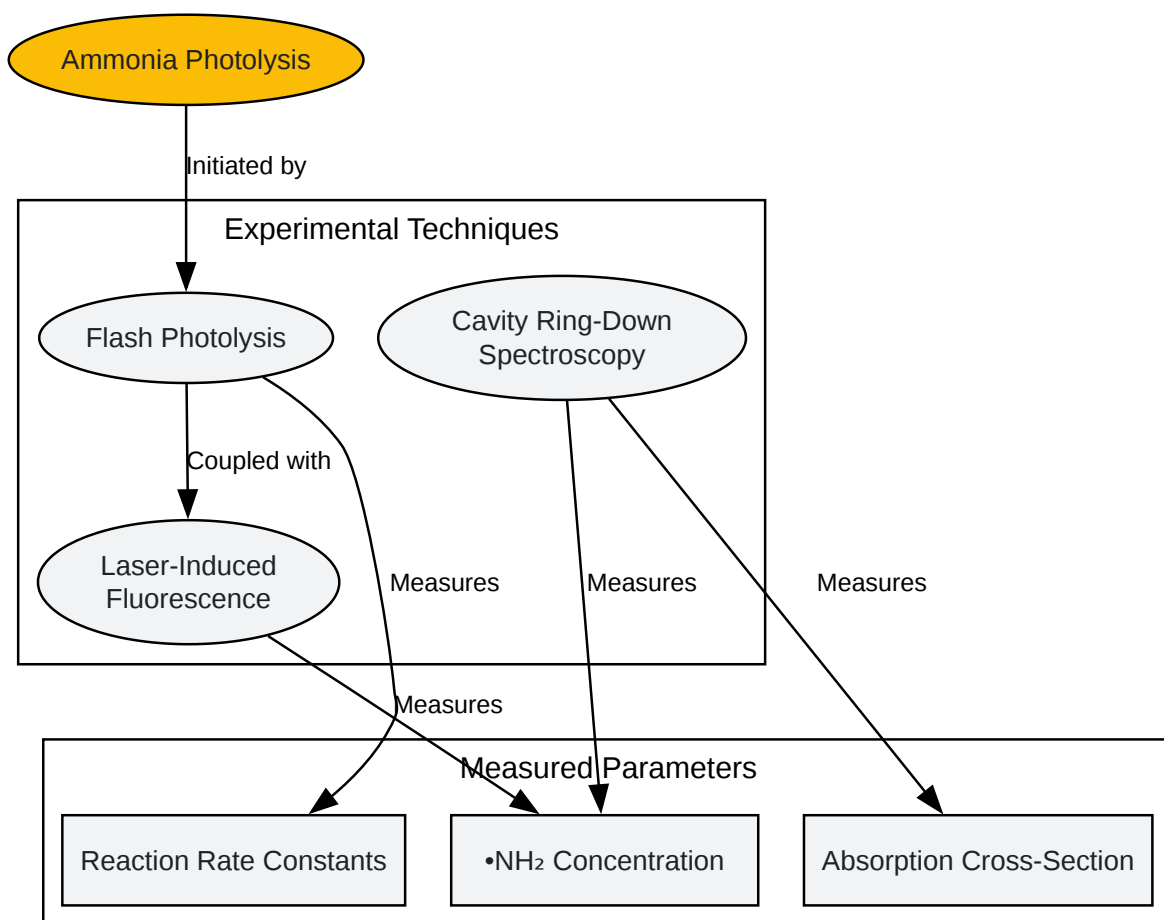 Ammonia Photolysis
Initiated by
Experimental Techniques
Flash Photolysis
Cavity Ring-Down
Spectroscopy
Coupled with
Laser-Induced
Fluorescence
Measures
Measures
Measures
Measures
Measured Parameters
Reaction Rate Constants
•NH₂ Concentration
Absorption Cross-Section